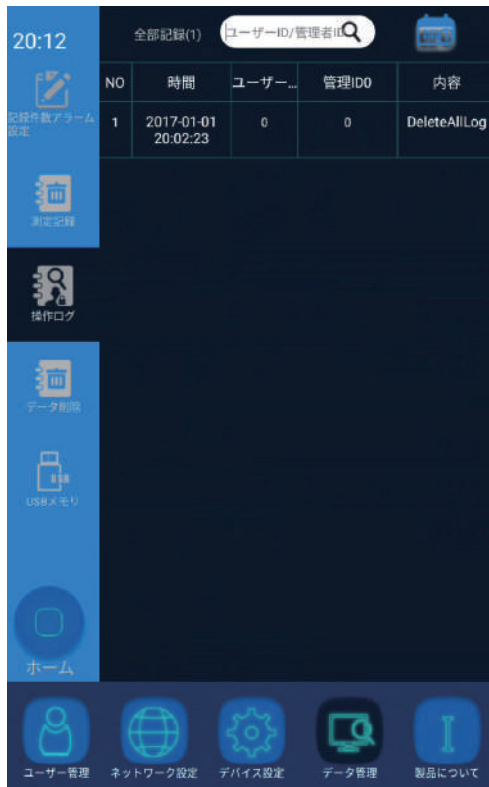 20:12
全部記録(1)
ユーザーID/管理者ID
NO 時間 ユーザー... 管理ID0 内容
1 2017-01-01 20:02:23 0 0 DeleteAllLog
記録件数アラーム
設定
測定記録
操作ログ
データ削除
USBメモリ
ホーム
ユーザー管理 ネットワーク設定 デバイス設定 データ管理 製品について